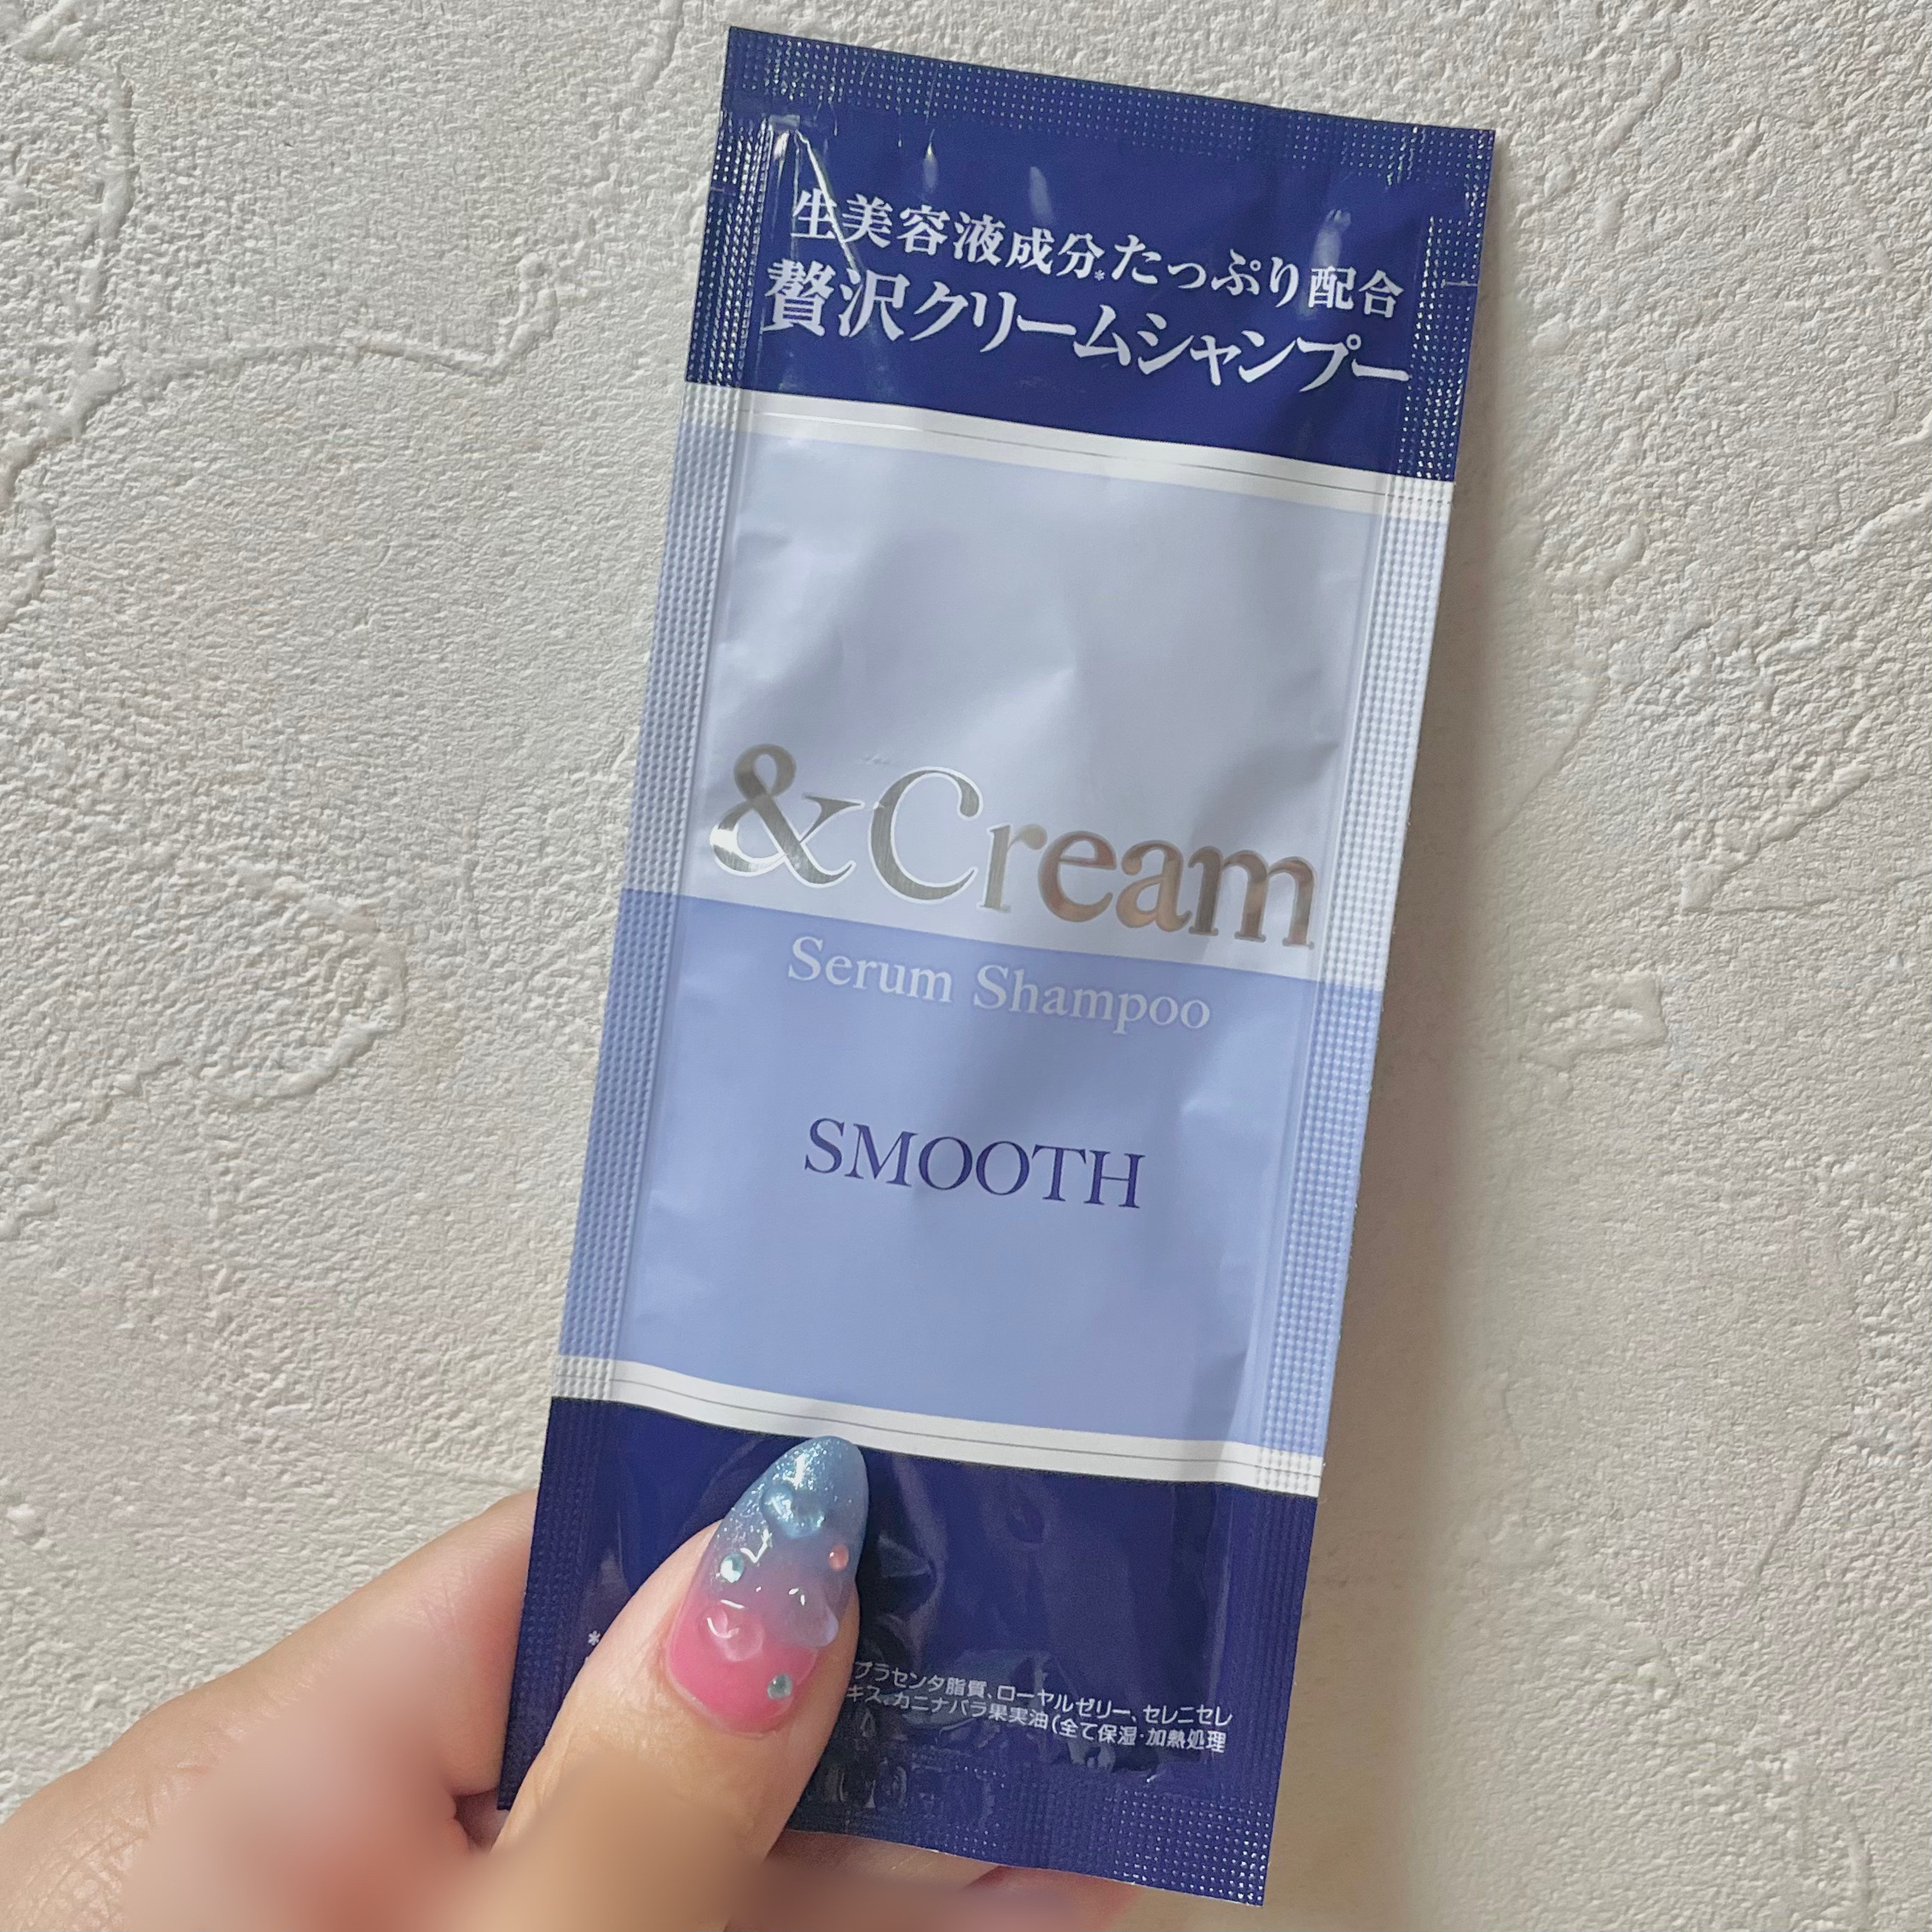 生美容液成分*たっぷり配合
贅沢クリームシャンプー
&Cream
Serum Shampoo
SMOOTH
*
プラセンタ脂質、ローヤルゼリー、セレニセレ
キス、カニナバラ果実油(全て保湿・加熱処理